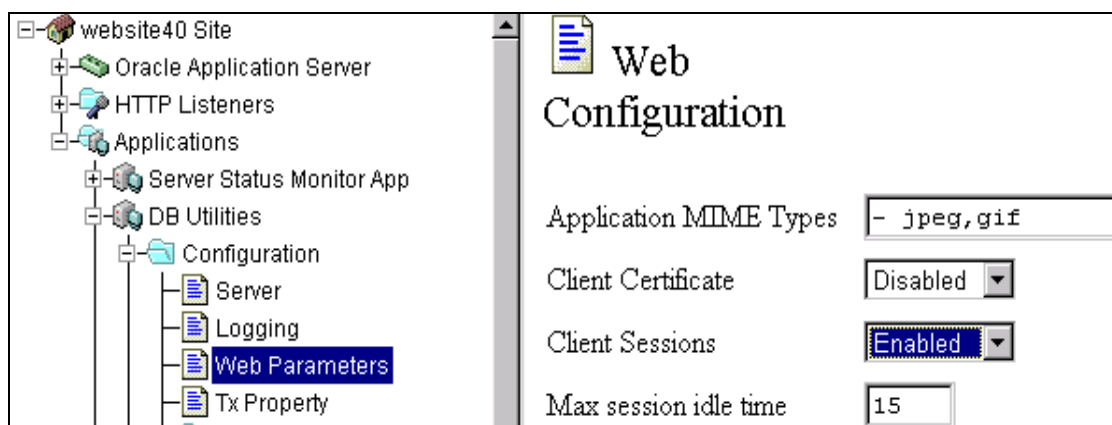 website40 Site
Oracle Application Server
HTTP Listeners
Applications
Server Status Monitor App
DB Utilities
Configuration
Server
Logging
Web Parameters
Tx Property
Web
Configuration
Application MIME Types - jpeg,gif
Client Certificate Disabled
Client Sessions Enabled
Max session idle time 15